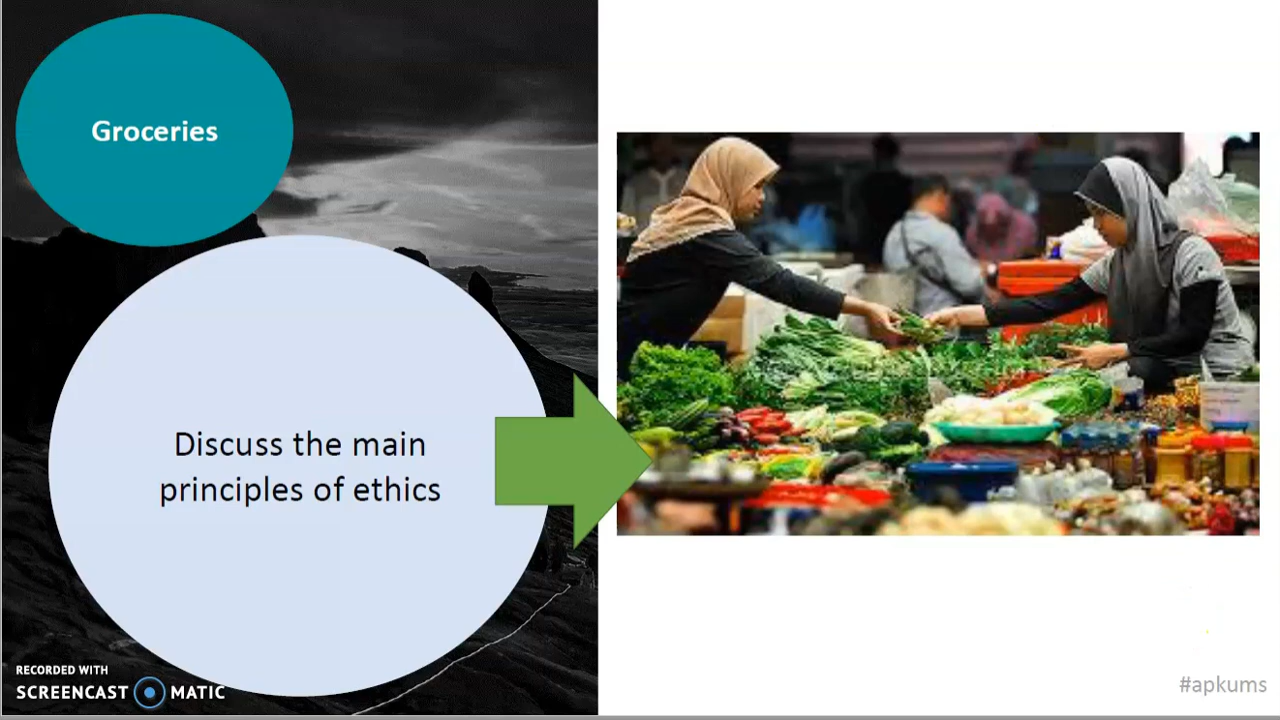 Groceries
Discuss the main
principles of ethics
RECORDED WITH
SCREENCAST MATIC
#apkums